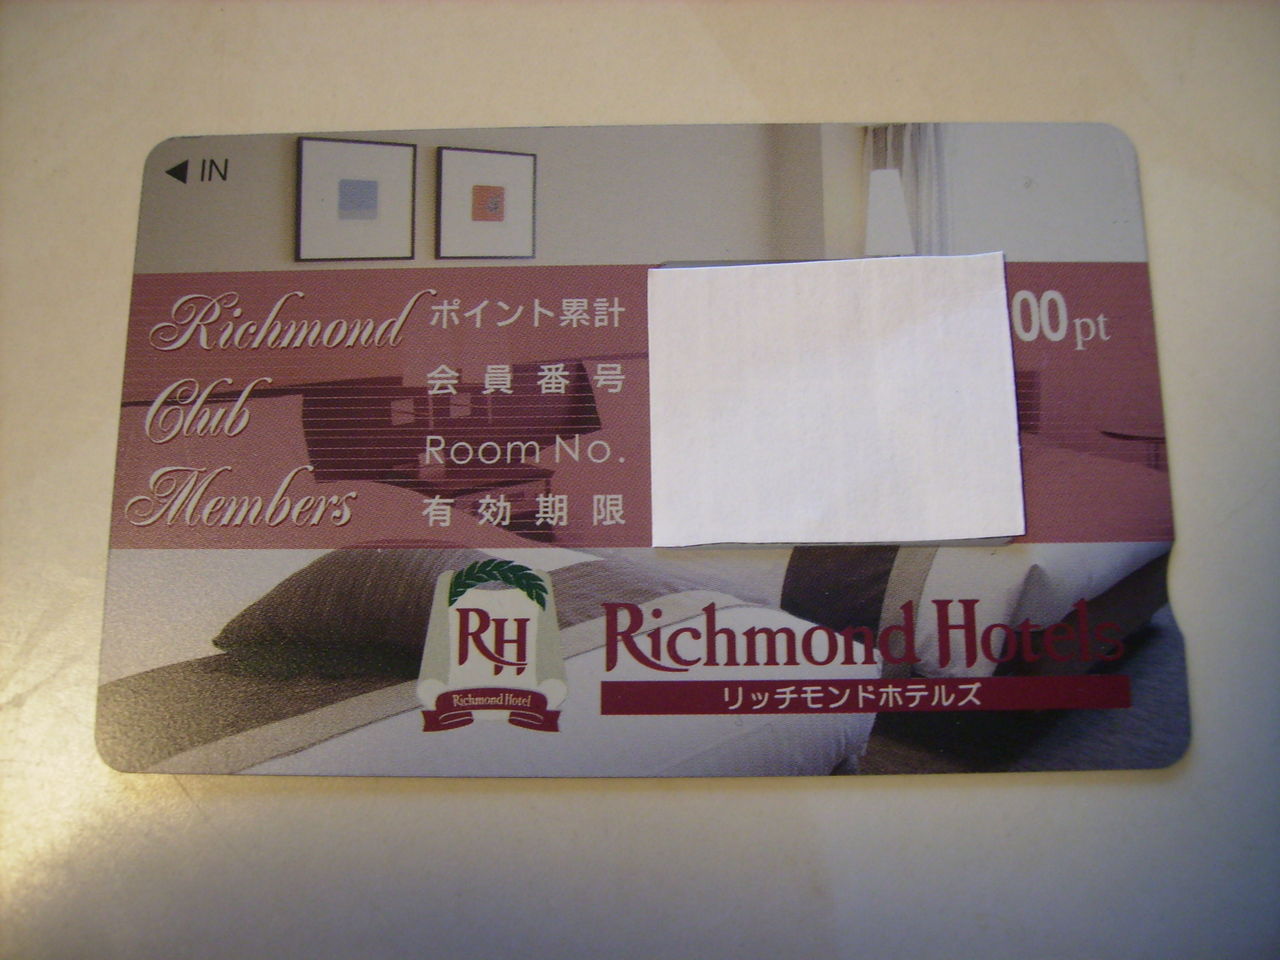 ◀ IN
Richmond
Club
Members
ポイント累計 00pt
会員番号
Room No.
有効期限
RH
Richmond Hotel
Richmond Hotels
リッチモンドホテルズ